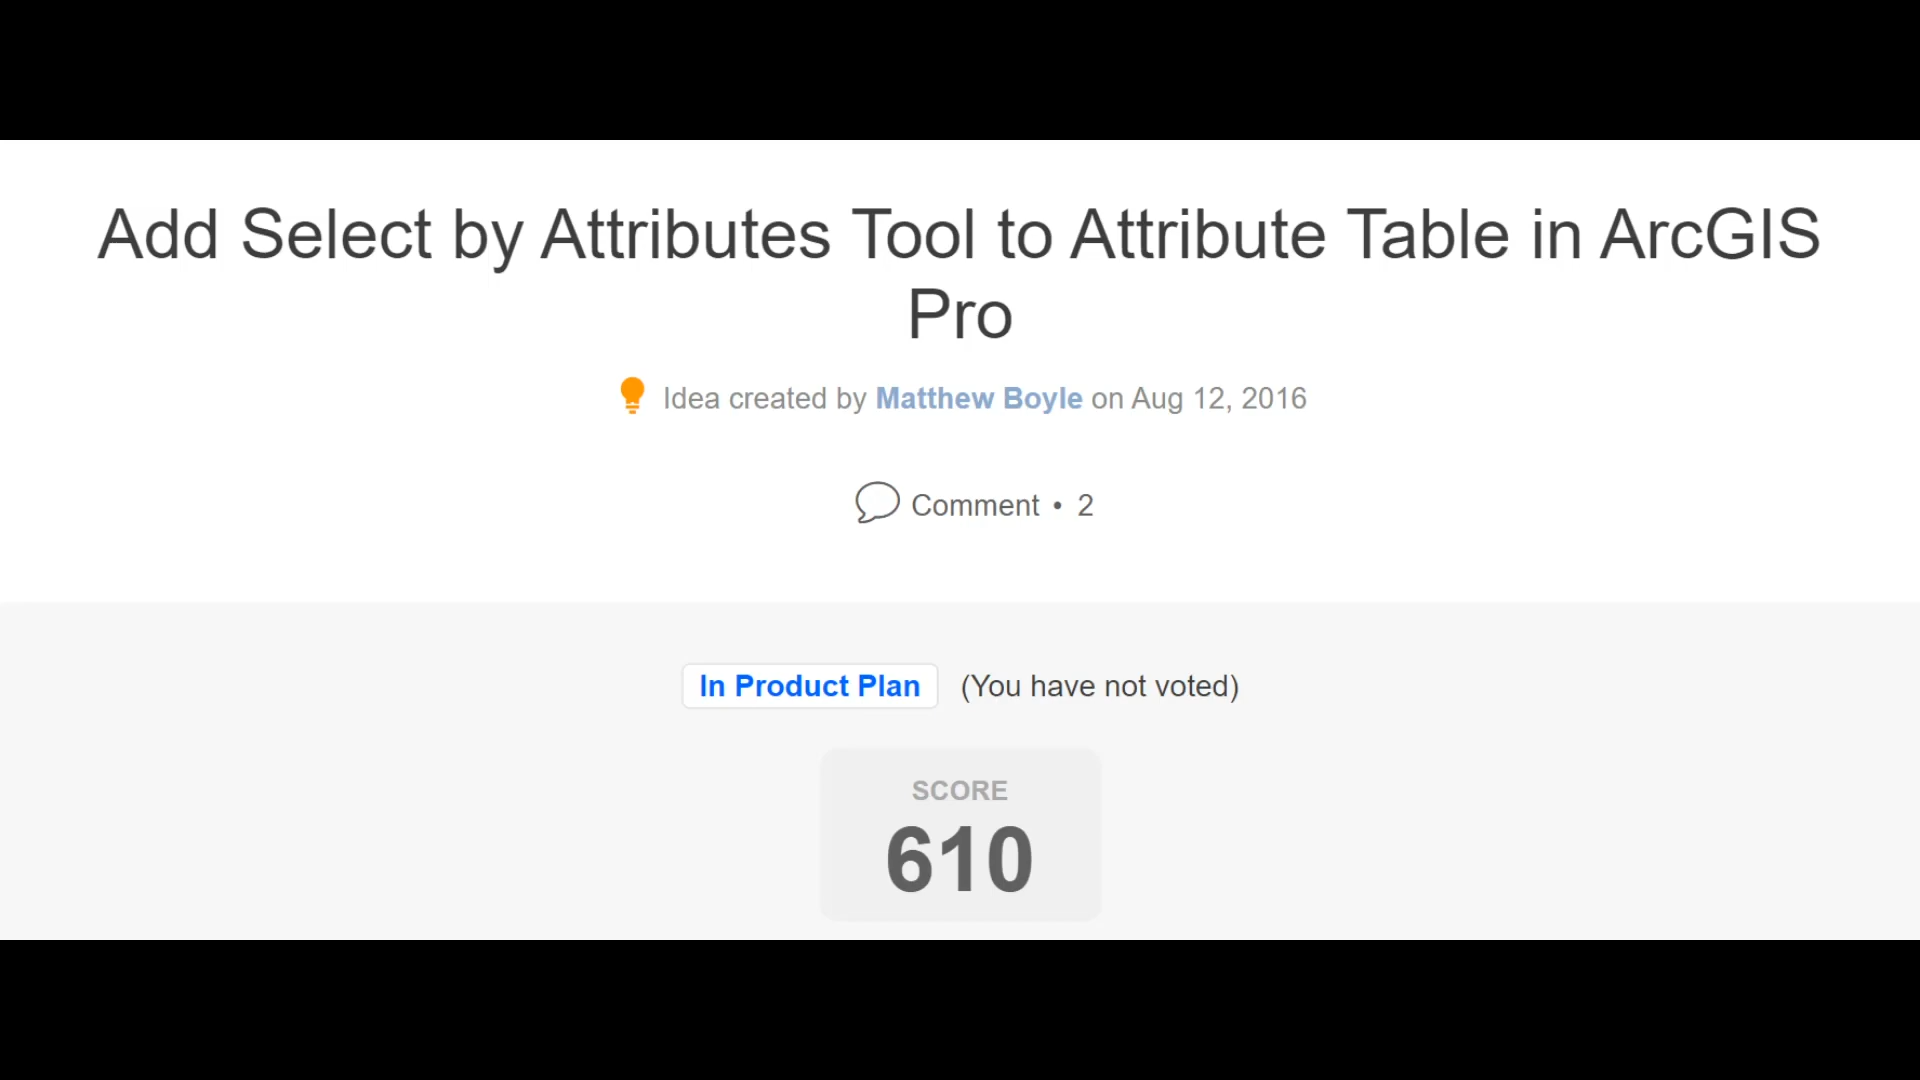 Add Select by Attributes Tool to Attribute Table in ArcGIS
Pro
Idea created by Matthew Boyle on Aug 12, 2016
Comment • 2
In Product Plan (You have not voted)
SCORE
610